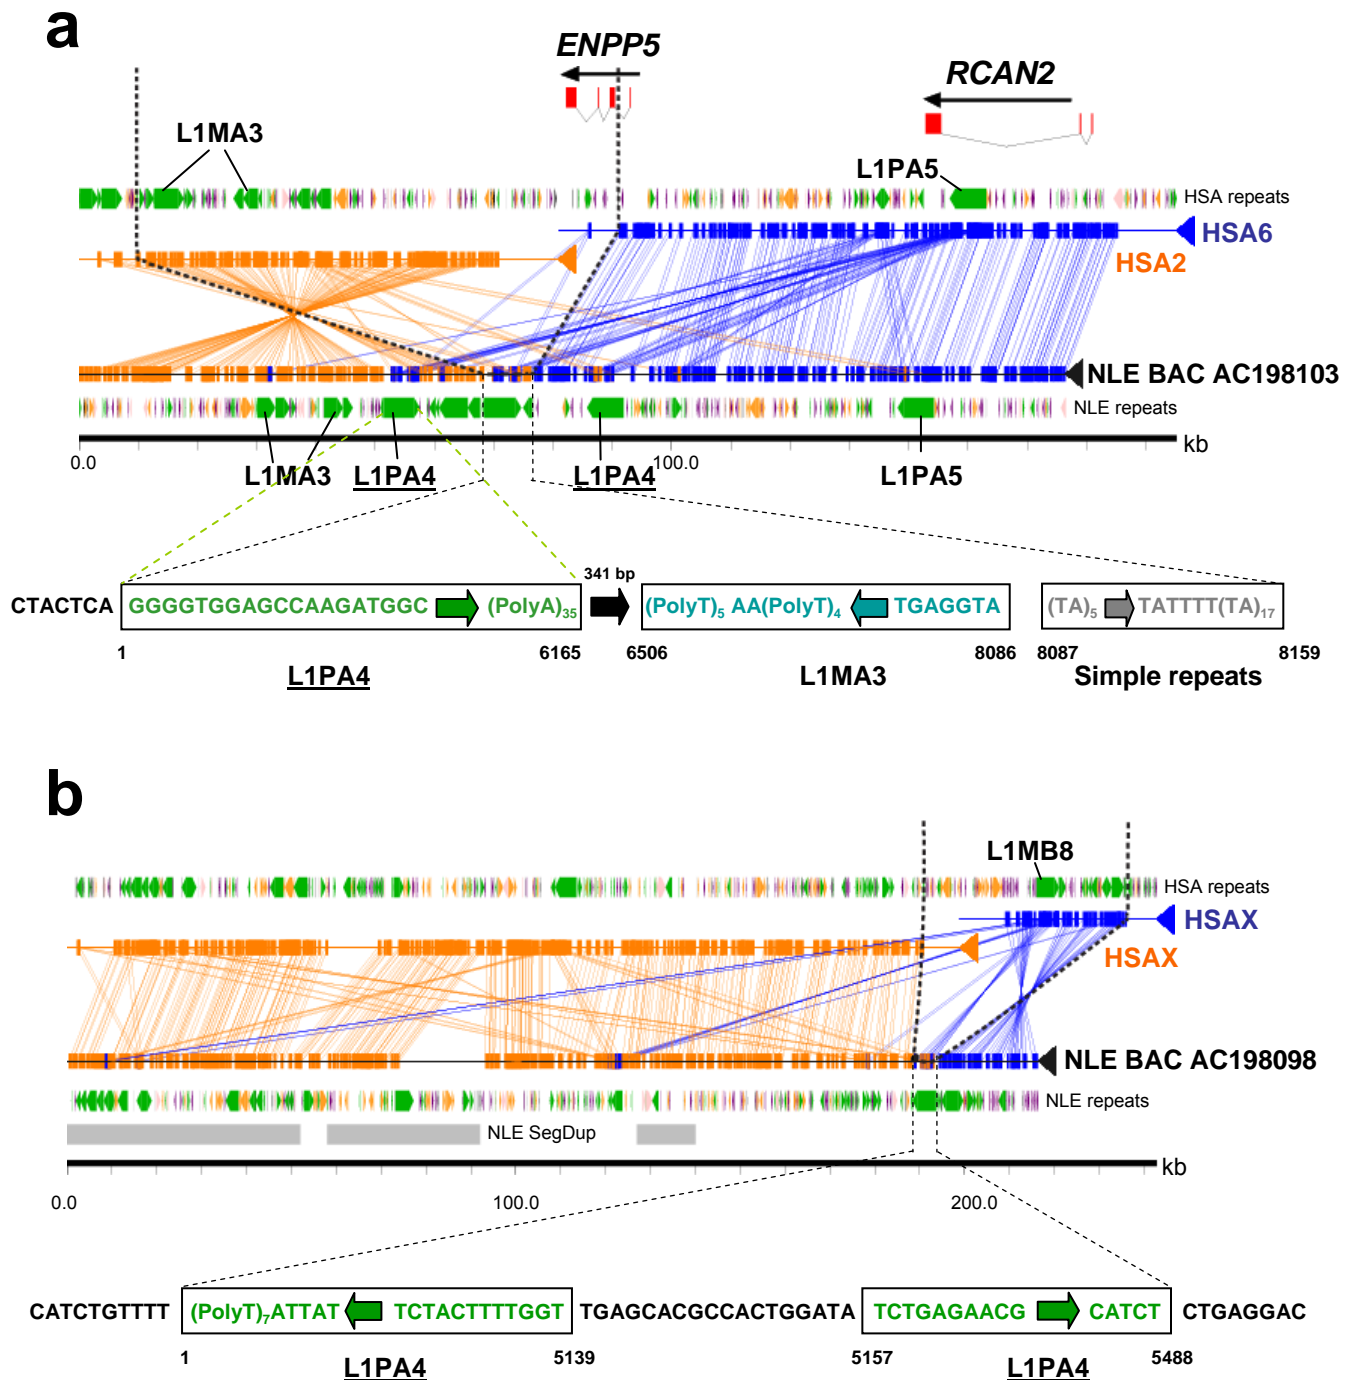 a
ENPP5
RCAN2
L1MA3
L1PA5
HSA repeats
HSA6
HSA2
NLE BAC AC198103
NLE repeats
kb
0.0
100.0
L1MA3
L1PA4
L1PA4
L1PA5
341 bp
CTACTCA GGGGTGGAGCCAAGATGGC (PolyA)35 (PolyT)5 AA(PolyT)4 TGAGGTA (TA)5 TATTTT(TA)17
1 6165 6506 8086 8087 8159
L1PA4 L1MA3 Simple repeats
b
L1MB8
HSA repeats
HSAX
HSAX
NLE BAC AC198098
NLE repeats
NLE SegDup
kb
0.0 100.0 200.0
CATCTGTTTT (PolyT)7ATTAT TCTACTTTTGGT TGAGCACGCCACTGGATA TCTGAGAACG CATCT CTGAGGAC
1 5139 5157 5488
L1PA4 L1PA4